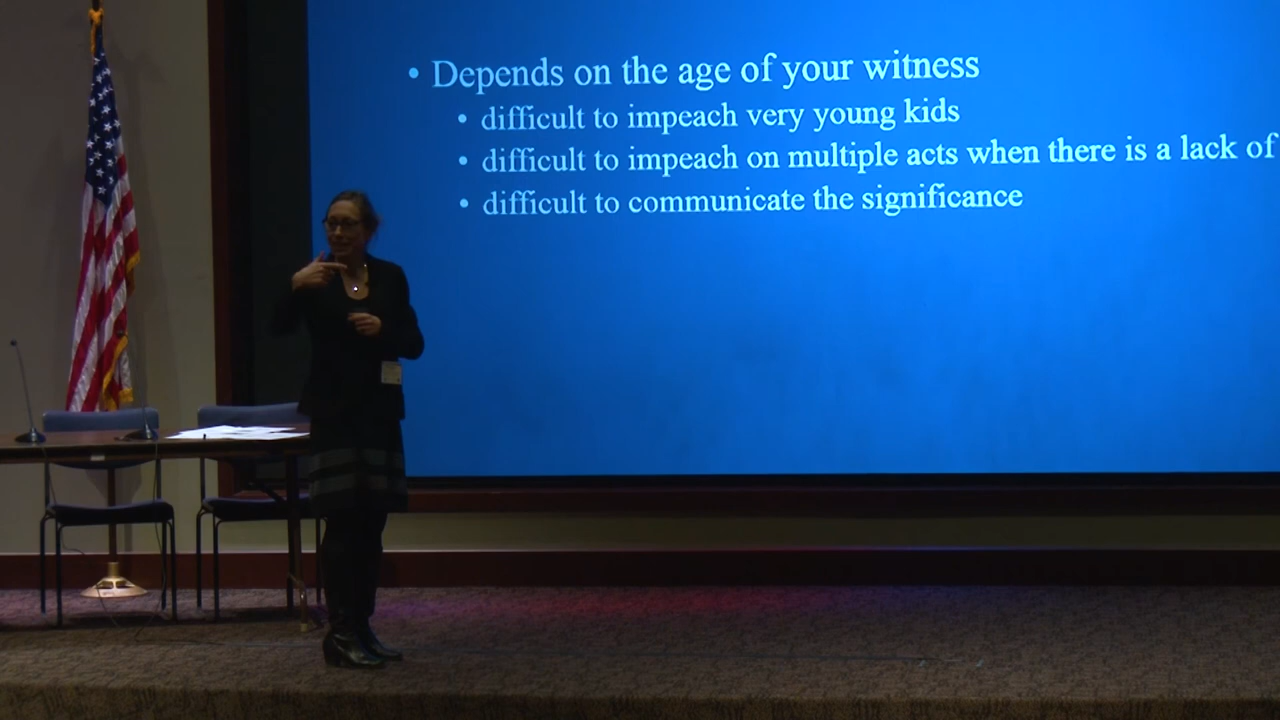 • Depends on the age of your witness
• difficult to impeach very young kids
• difficult to impeach on multiple acts when there is a lack of
• difficult to communicate the significance